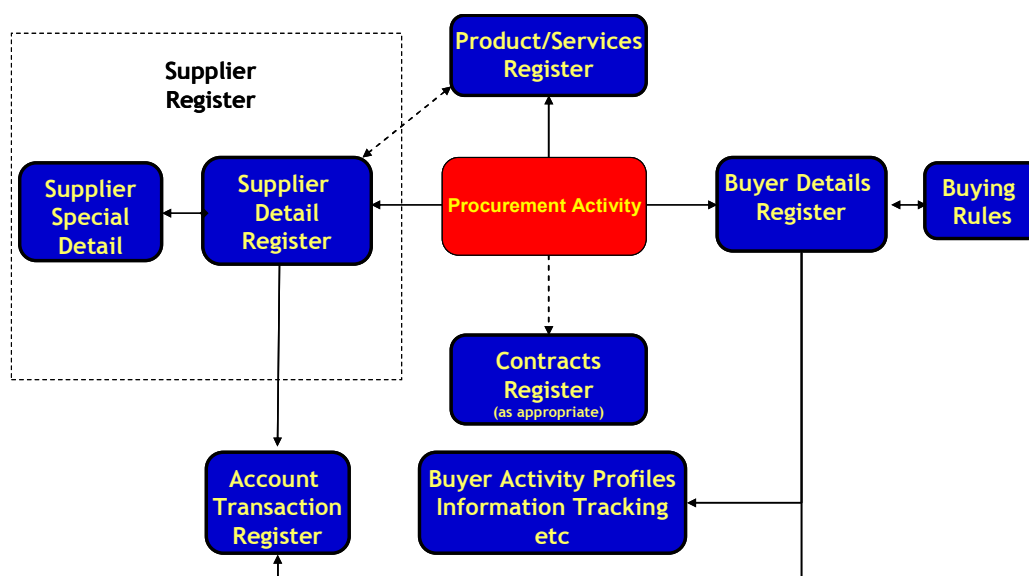 Product/Services
Register
Supplier
Register
Supplier
Special
Detail
Supplier
Detail
Register
Procurement Activity
Buyer Details
Register
Buying
Rules
Contracts
Register
(as appropriate)
Account
Transaction
Register
Buyer Activity Profiles
Information Tracking
etc